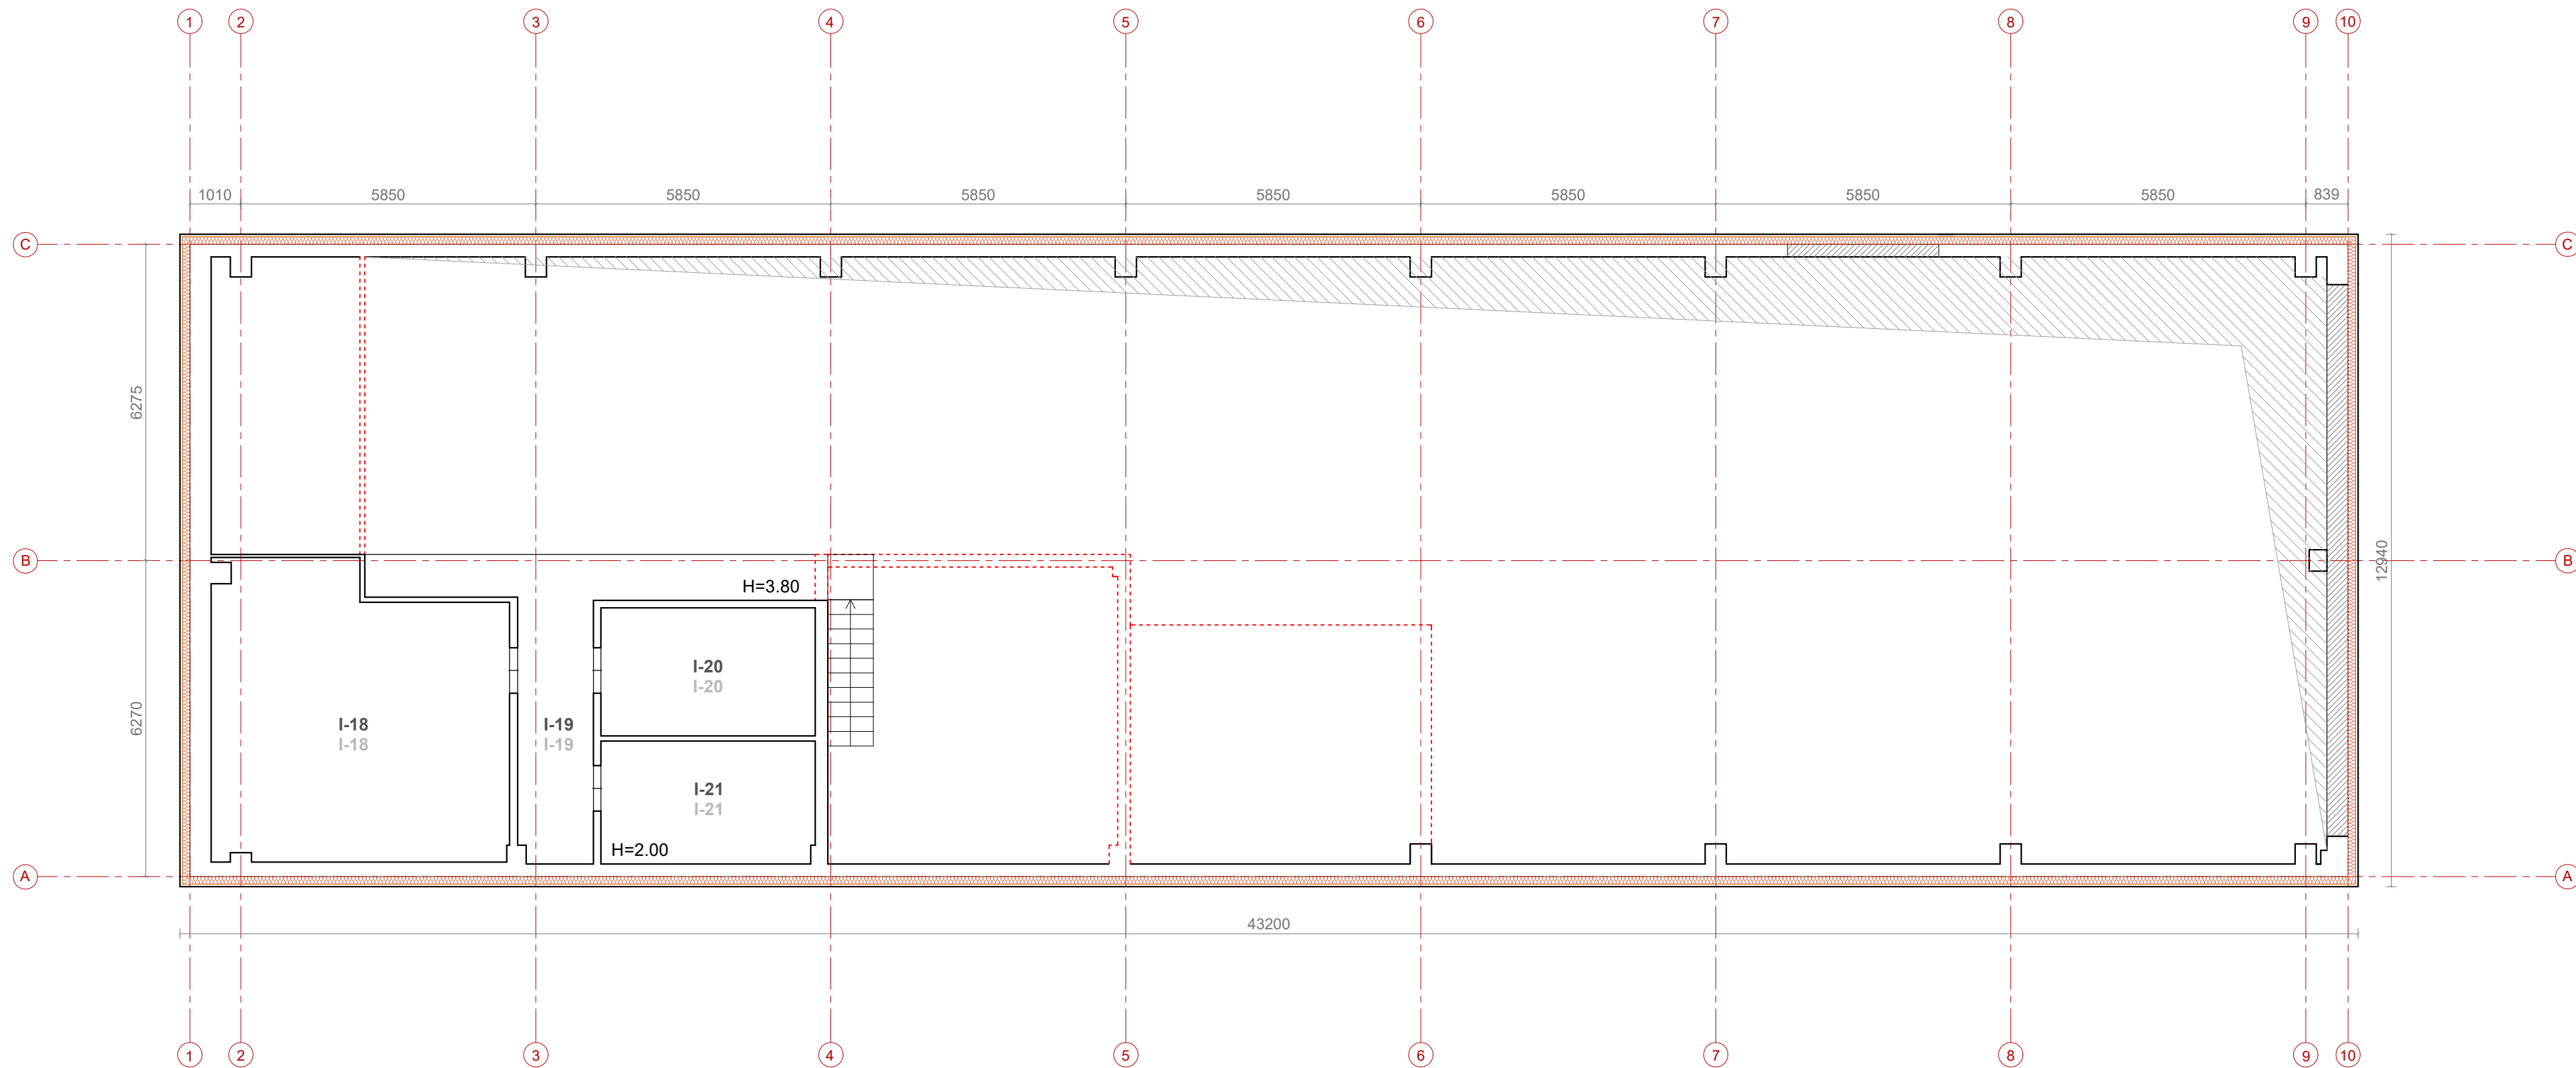 1 2 3 4 5 6 7 8 9 10
1010 5850 5850 5850 5850 5850 5850 5850 839
C C
6275
B B
12940
H=3.80
I-20
I-20
6270
I-18 I-19
I-18 I-19
I-21
I-21
H=2.00
A A
43200
1 2 3 4 5 6 7 8 9 10